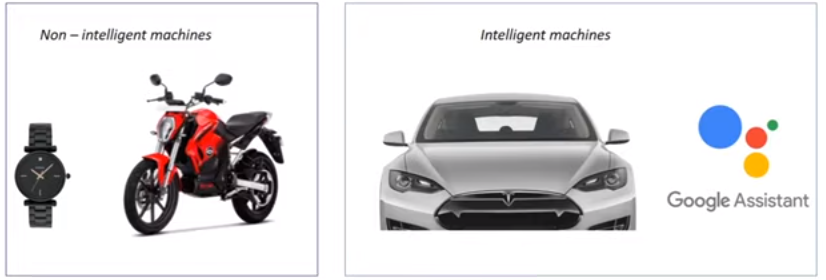 Non – intelligent machines
Intelligent machines
Google Assistant